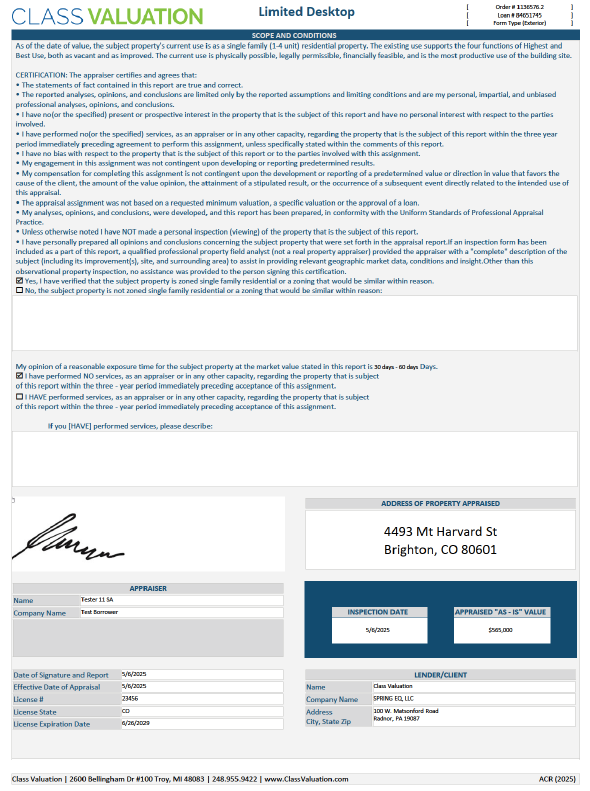 CLASS VALUATION
Limited Desktop
[ Order # 1136576.2 ]
[ Loan # 84651745 ]
[ Form Type (Exterior) ]
SCOPE AND CONDITIONS
As of the date of value, the subject property's current use is as a single family (1-4 unit) residential property. The existing use supports the four functions of Highest and
Best Use, both as vacant and as improved. The current use is physically possible, legally permissible, financially feasible, and is the most productive use of the building site.
CERTIFICATION: The appraiser certifies and agrees that:
• The statements of fact contained in this report are true and correct.
• The reported analyses, opinions, and conclusions are limited only by the reported assumptions and limiting conditions and are my personal, impartial, and unbiased
professional analyses, opinions, and conclusions.
• I have no(or the specified) present or prospective interest in the property that is the subject of this report and have no personal interest with respect to the parties
involved.
• I have performed no(or the specified) services, as an appraiser or in any other capacity, regarding the property that is the subject of this report within the three year
period immediately preceding agreement to perform this assignment, unless specifically stated within the comments of this report.
• I have no bias with respect to the property that is the subject of this report or to the parties involved with this assignment.
• My engagement in this assignment was not contingent upon developing or reporting predetermined results.
• My compensation for completing this assignment is not contingent upon the development or reporting of a predetermined value or direction in value that favors the
cause of the client, the amount of the value opinion, the attainment of a stipulated result, or the occurrence of a subsequent event directly related to the intended use of
this appraisal.
• The appraisal assignment was not based on a requested minimum valuation, a specific valuation or the approval of a loan.
• My analyses, opinions, and conclusions, were developed, and this report has been prepared, in conformity with the Uniform Standards of Professional Appraisal
Practice.
• Unless otherwise noted I have NOT made a personal inspection (viewing) of the property that is the subject of this report.
• I have personally prepared all opinions and conclusions concerning the subject property that were set forth in the appraisal report.If an inspection form has been
included as a part of this report, a qualified professional property field analyst (not a real property appraiser) provided the appraiser with a "complete" description of the
subject (including its improvement(s), site, and surrounding area) to assist in providing relevant geographic market data, conditions and insight.Other than this
observational property inspection, no assistance was provided to the person signing this certification.
☑ Yes, I have verified that the subject property is zoned single family residential or a zoning that would be similar within reason.
☐ No, the subject property is not zoned single family residential or a zoning that would be similar within reason:
My opinion of a reasonable exposure time for the subject property at the market value stated in this report is 30 days - 60 days Days.
☑ I have performed NO services, as an appraiser or in any other capacity, regarding the property that is subject
of this report within the three - year period immediately preceding acceptance of this assignment.
☐ I HAVE performed services, as an appraiser or in any other capacity, regarding the property that is subject
of this report within the three - year period immediately preceding acceptance of this assignment.
If you [HAVE] performed services, please describe:
ADDRESS OF PROPERTY APPRAISED
4493 Mt Harvard St
Brighton, CO 80601
APPRAISER
Name Tester 11 SA
Company Name Test Borrower
INSPECTION DATE
5/6/2025
APPRAISED "AS - IS" VALUE
$565,000
Date of Signature and Report 5/6/2025
Effective Date of Appraisal 5/6/2025
License # 23456
License State CO
License Expiration Date 6/26/2029
LENDER/CLIENT
Name Class Valuation
Company Name SPRING EQ, LLC
Address 100 W. Matsonford Road
City, State Zip Radnor, PA 19087
Class Valuation | 2600 Bellingham Dr #100 Troy, MI 48083 | 248.955.9422 | www.ClassValuation.com
ACR (2025)